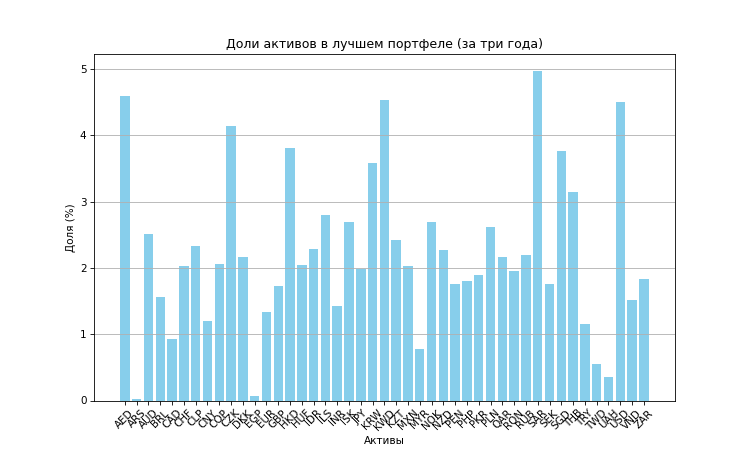 Доли активов в лучшем портфеле (за три года)
Доля (%)
5
4
3
2
1
0
AED ARS AUD BRL CAD CHF CLP CNY COP CZK DKK EGP EUR GBP HKD HUF IDR ILS INR ISK JPY KRW KWD KZT MXN MYR NOK NZD PEN PHP PKR PLN QAR RON RUB SAR SEK SGD THB TRY TWD UAH USD VND ZAR
Активы